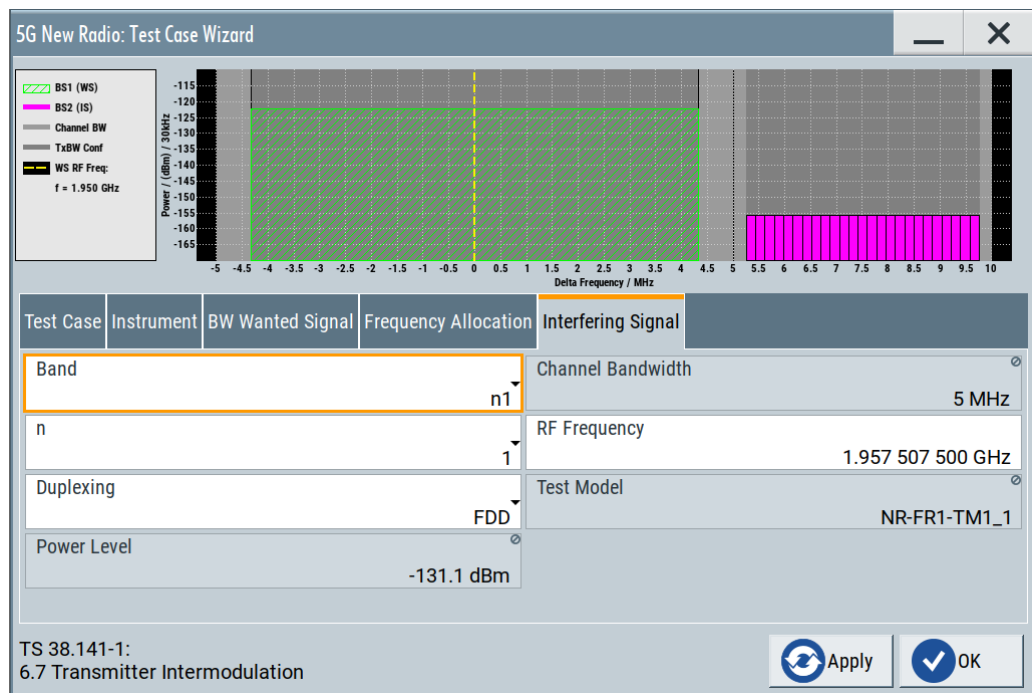 5G New Radio: Test Case Wizard
BS1 (WS)
BS2 (IS)
Channel BW
TxBW Conf
WS RF Freq:
f = 1.950 GHz
Power / (dBm) / 30kHz
-115
-120
-125
-130
-135
-140
-145
-150
-155
-160
-165
-5 -4.5 -4 -3.5 -3 -2.5 -2 -1.5 -1 -0.5 0 0.5 1 1.5 2 2.5 3 3.5 4 4.5 5 5.5 6 6.5 7 7.5 8 8.5 9 9.5 10
Delta Frequency / MHz
Test Case Instrument BW Wanted Signal Frequency Allocation Interfering Signal
Band
n1
Channel Bandwidth
5 MHz
n
1
RF Frequency
1.957 507 500 GHz
Duplexing
FDD
Test Model
NR-FR1-TM1_1
Power Level
-131.1 dBm
TS 38.141-1:
6.7 Transmitter Intermodulation
Apply
OK